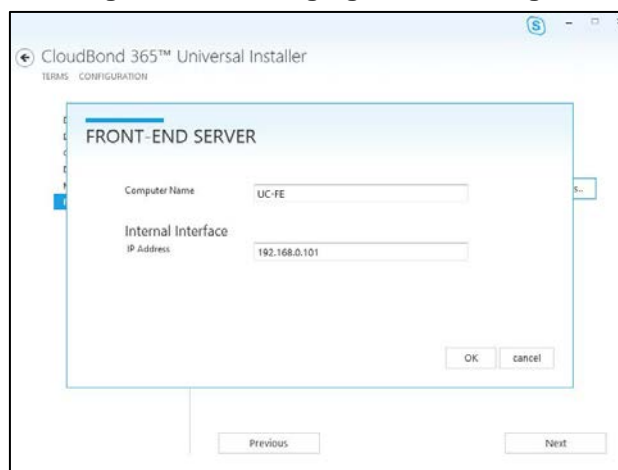 CloudBond 365™ Universal Installer
TERMS CONFIGURATION
FRONT-END SERVER
Computer Name UC-FE
Internal Interface
IP Address 192.168.0.101
OK cancel
Previous Next